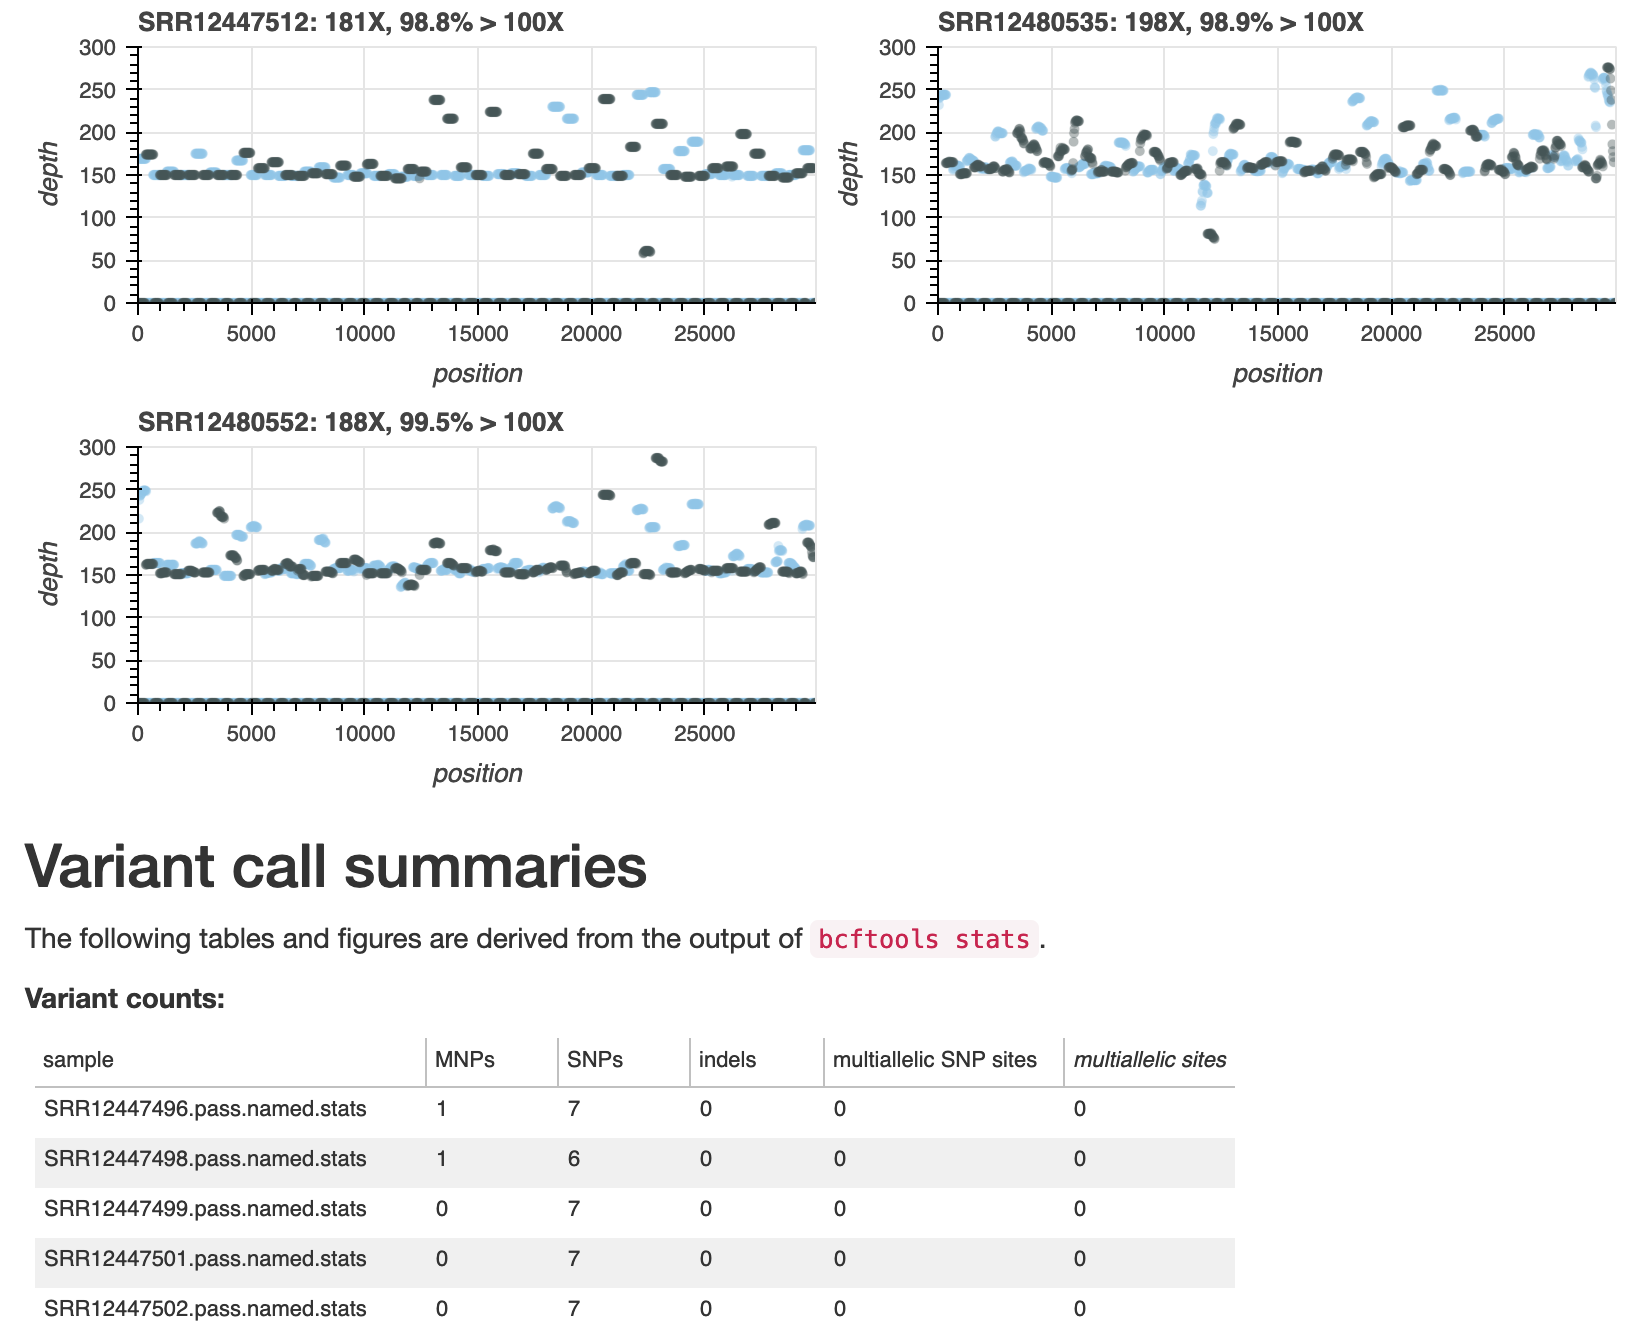 SRR12447512: 181X, 98.8% > 100X
300
250
200
150
100
50
0
depth
0 5000 10000 15000 20000 25000
position
SRR12480535: 198X, 98.9% > 100X
300
250
200
150
100
50
0
depth
0 5000 10000 15000 20000 25000
position
SRR12480552: 188X, 99.5% > 100X
300
250
200
150
100
50
0
depth
0 5000 10000 15000 20000 25000
position
Variant call summaries
The following tables and figures are derived from the output of bcftools stats.
Variant counts:
sample MNPs SNPs indels multiallelic SNP sites multiallelic sites
SRR12447496.pass.named.stats 1 7 0 0 0
SRR12447498.pass.named.stats 1 6 0 0 0
SRR12447499.pass.named.stats 0 7 0 0 0
SRR12447501.pass.named.stats 0 7 0 0 0
SRR12447502.pass.named.stats 0 7 0 0 0